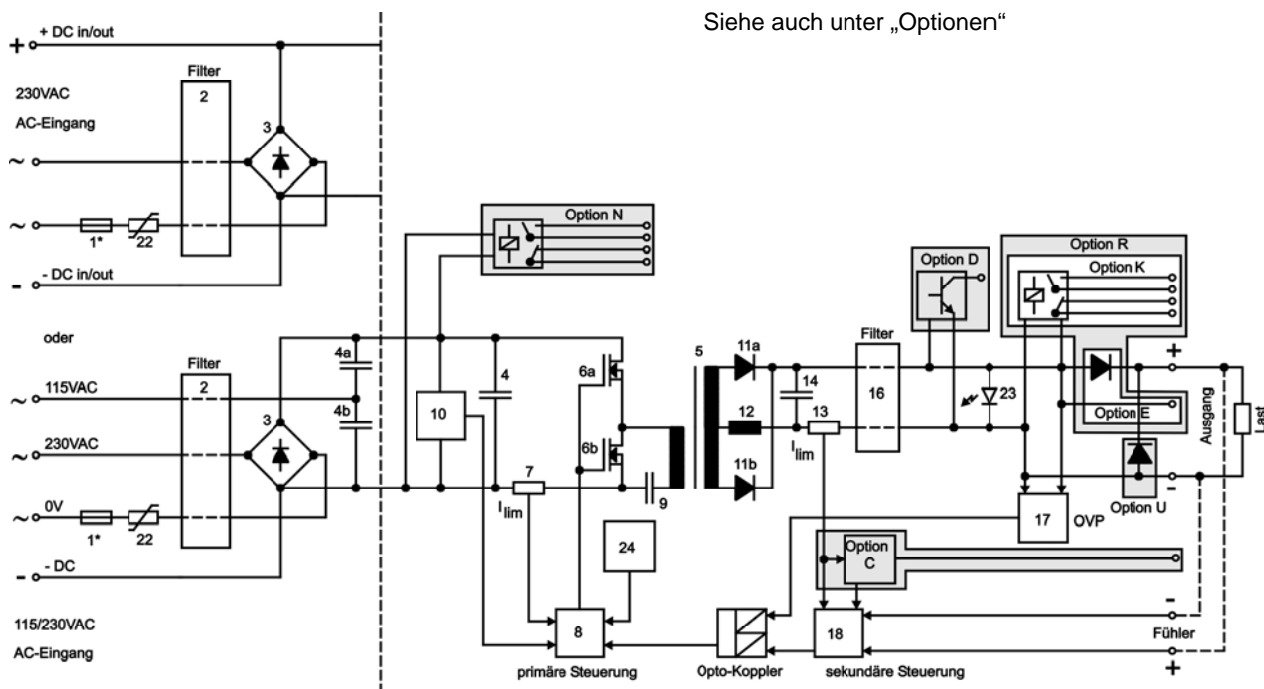 Siehe auch unter „Optionen“
+ + DC in/out
Filter
2
230VAC
AC-Eingang
3
~
~
1*
22
- - DC in/out
oder
Filter
2
4a
~ 115VAC
3
4b
~ 230VAC
~ 0V
1*
22
- - DC
115/230VAC
AC-Eingang
Option N
10
4
6a
6b
7
I lim
9
5
11a
12
11b
14
13
I lim
Filter
16
Option D
23
Option R
Option K
Option E
+
Ausgang
Last
-
Option U
17
OVP
24
8
primäre Steuerung
Opto-Koppler
Option
C
18
sekundäre Steuerung
-
Fühler
+